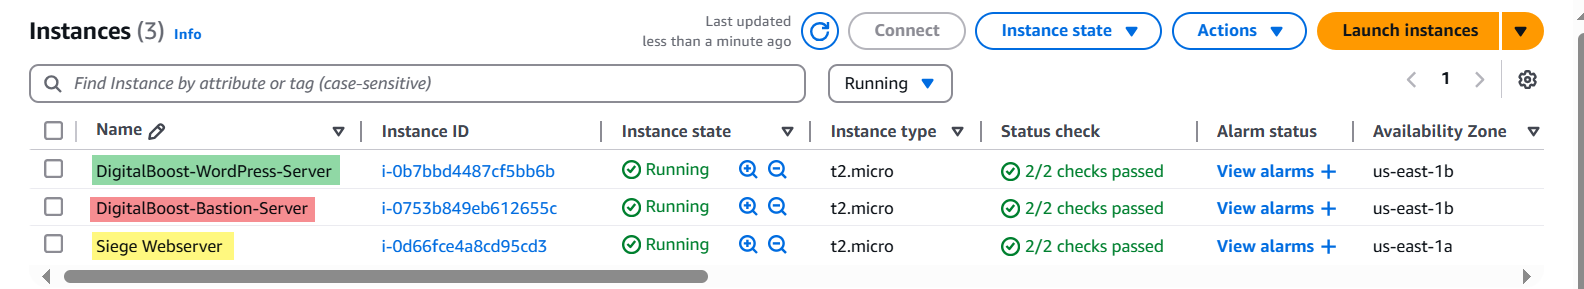 Instances (3) Info
Last updated
less than a minute ago
Connect
Instance state
Actions
Launch instances
Find Instance by attribute or tag (case-sensitive)
Running
1
Name Instance ID Instance state Instance type Status check Alarm status Availability Zone
DigitalBoost-WordPress-Server i-0b7bbd4487cf5bb6b Running t2.micro 2/2 checks passed View alarms + us-east-1b
DigitalBoost-Bastion-Server i-0753b849eb612655c Running t2.micro 2/2 checks passed View alarms + us-east-1b
Siege Webserver i-0d66fce4a8cd95cd3 Running t2.micro 2/2 checks passed View alarms + us-east-1a